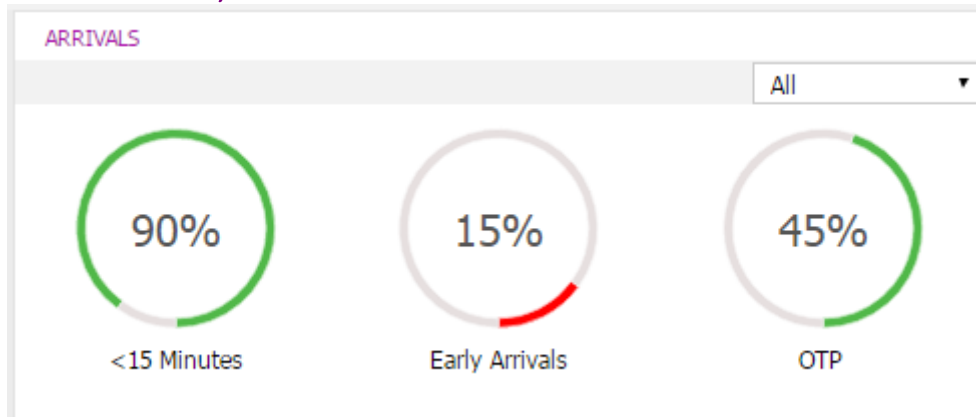 ARRIVALS
All
90%
15%
45%
<15 Minutes
Early Arrivals
OTP